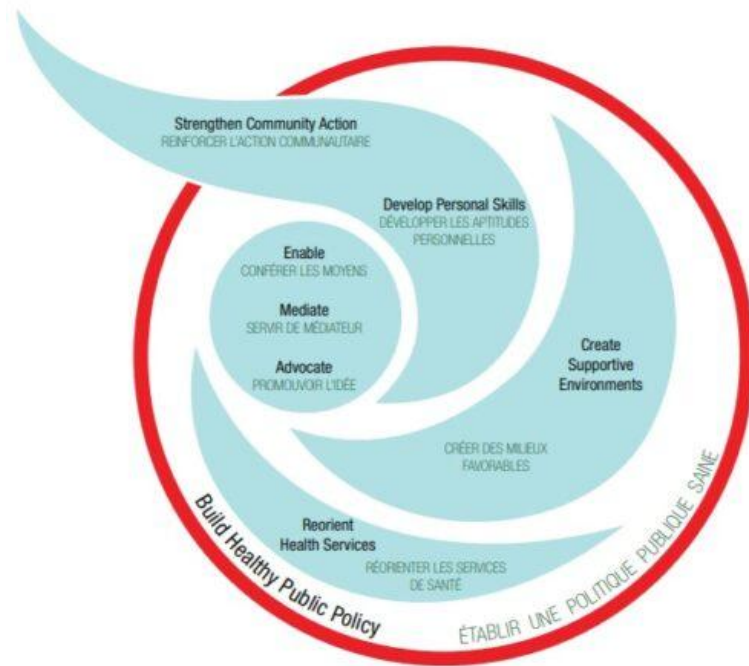 Strengthen Community Action
REINFORCER L'ACTION COMMUNAUTAIRE
Develop Personal Skills
DÉVELOPPER LES APTITUDES
PERSONNELLES
Enable
CONFÉRER LES MOYENS
Mediate
SERVIR DE MÉDIATEUR
Advocate
PROMOUVOIR L'IDÉE
Create
Supportive
Environments
CRÉER DES MILIEUX
FAVORABLES
Reorient
Health Services
RÉORIENTER LES SERVICES
DE SANTÉ
Build Healthy Public Policy
ÉTABLIR UNE POLITIQUE PUBLIQUE SAINE